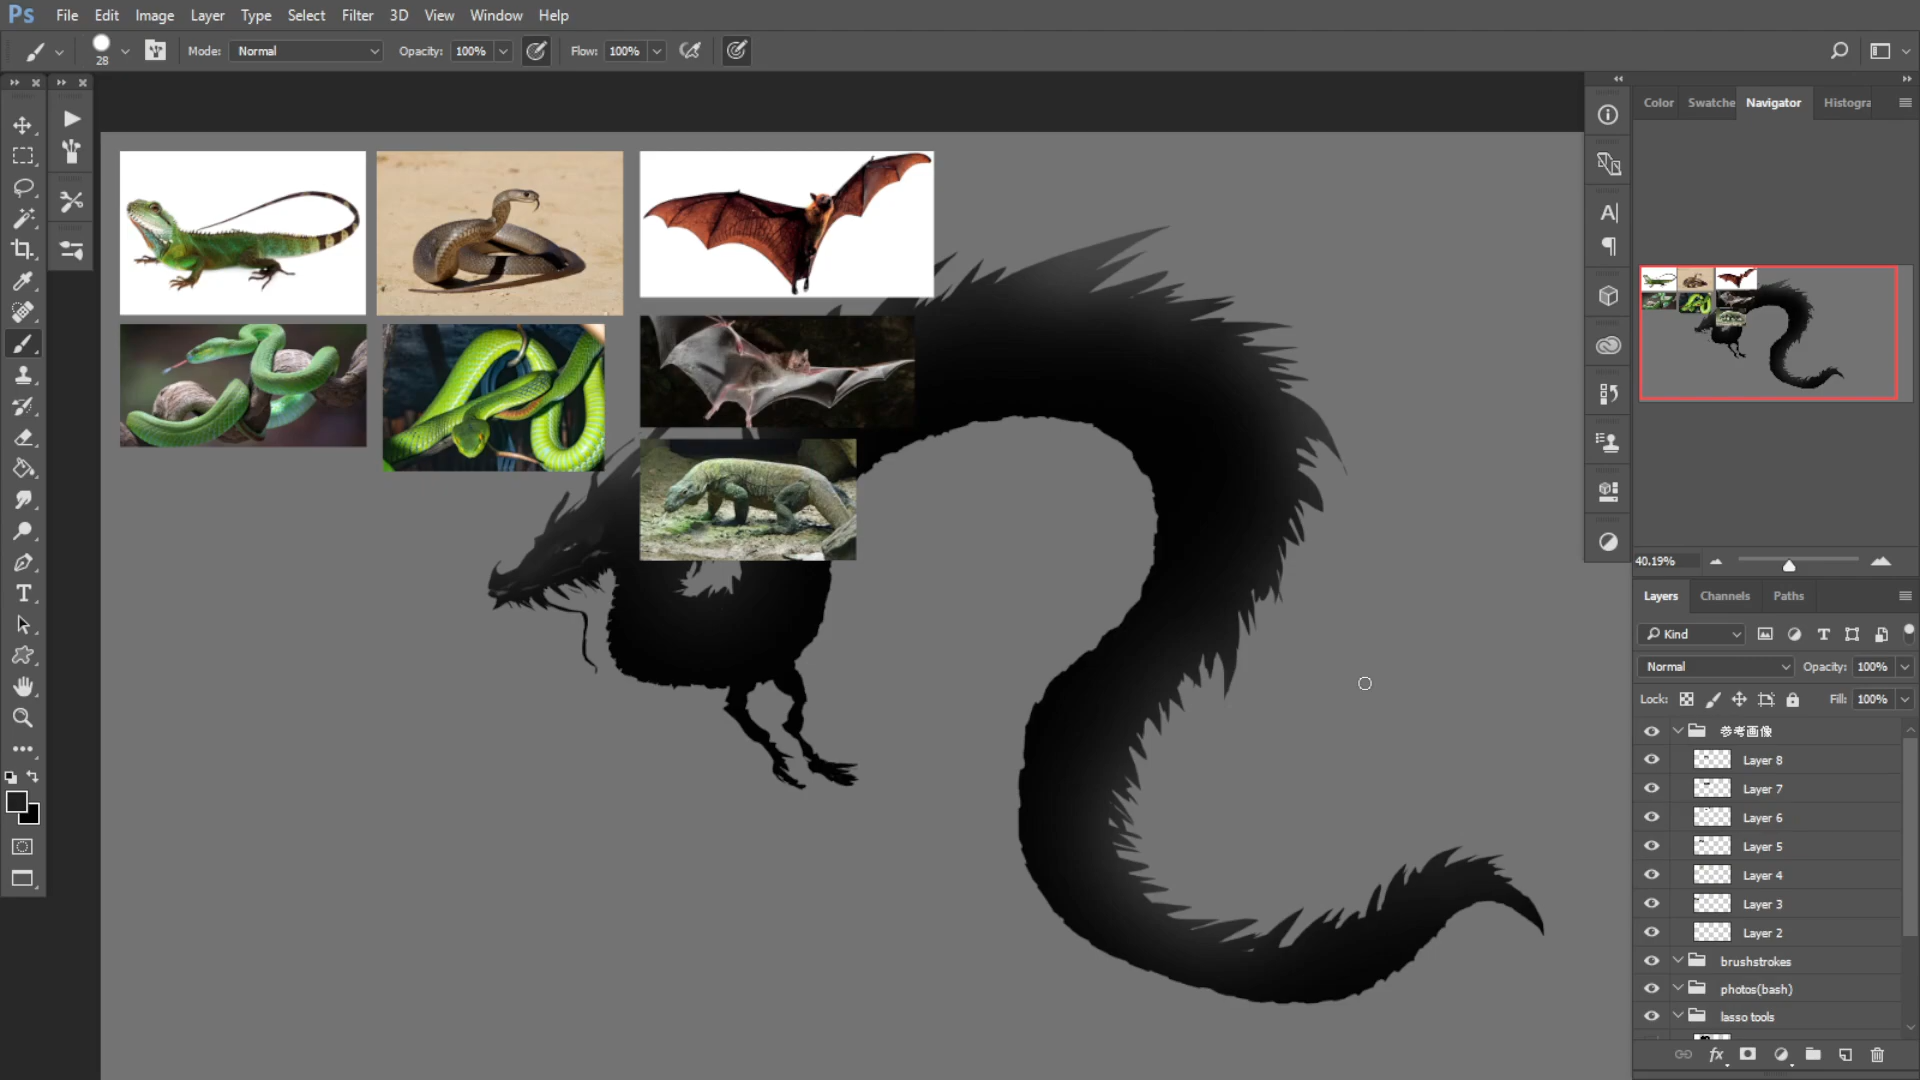 Ps File Edit Image Layer Type Select Filter 3D View Window Help
28 Mode: Normal Opacity: 100% Flow: 100%
Color Swatche Navigator Histogra
40.19%
Layers Channels Paths
Kind
Normal Opacity: 100%
Lock: Fill: 100%
参考画像
Layer 8
Layer 7
Layer 6
Layer 5
Layer 4
Layer 3
Layer 2
brushstrokes
photos(bash)
lasso tools